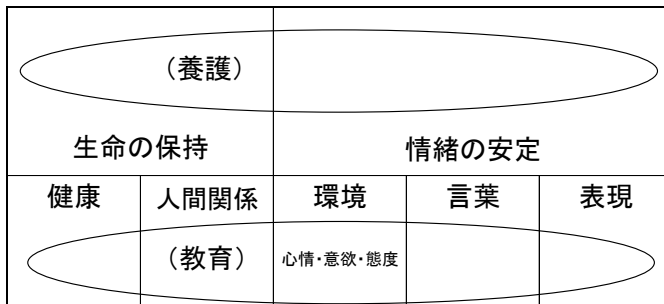 (養護)
生命の保持 情緒の安定
健康 人間関係 環境 言葉 表現
(教育) 心情・意欲・態度